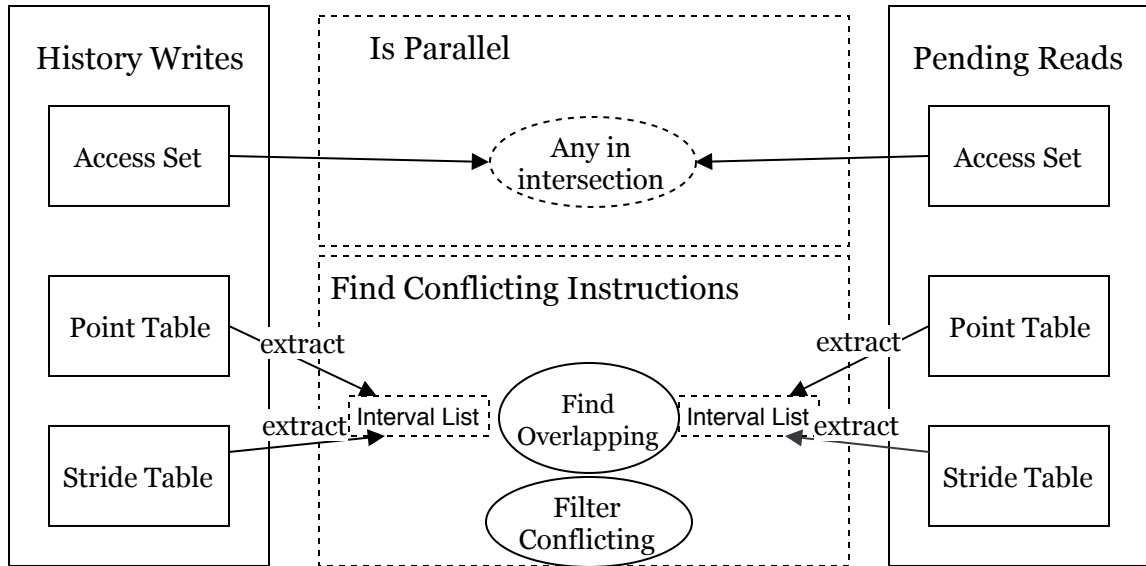 History Writes
Access Set
Point Table
Stride Table
Is Parallel
Any in
intersection
Find Conflicting Instructions
extract
extract
Interval List
Find
Overlapping
Interval List
Filter
Conflicting
extract
extract
Pending Reads
Access Set
Point Table
Stride Table